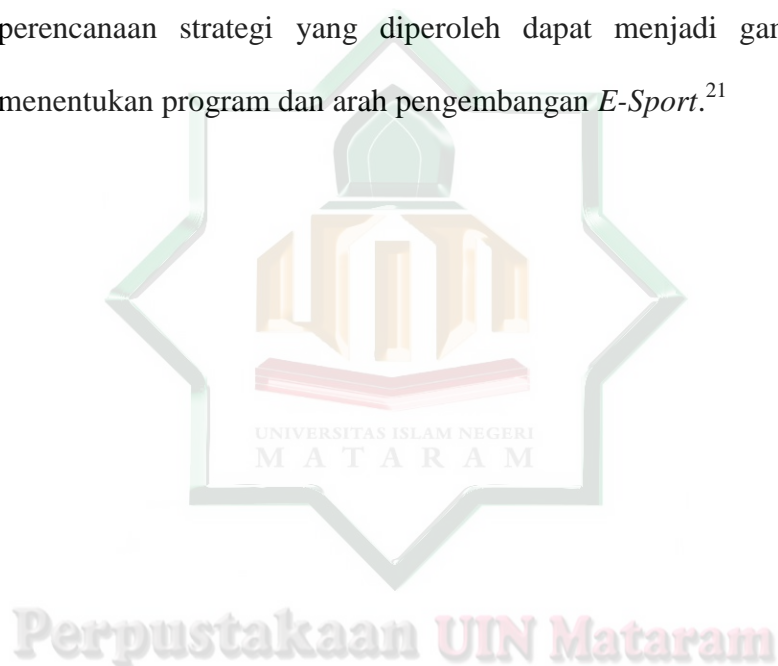 perencanaan strategi yang diperoleh dapat menjadi
menentukan program dan arah pengembangan E-Sport.21
UNIVERSITAS ISLAM NEGERI
MATARAM
Perpustakaan UIN Mataram